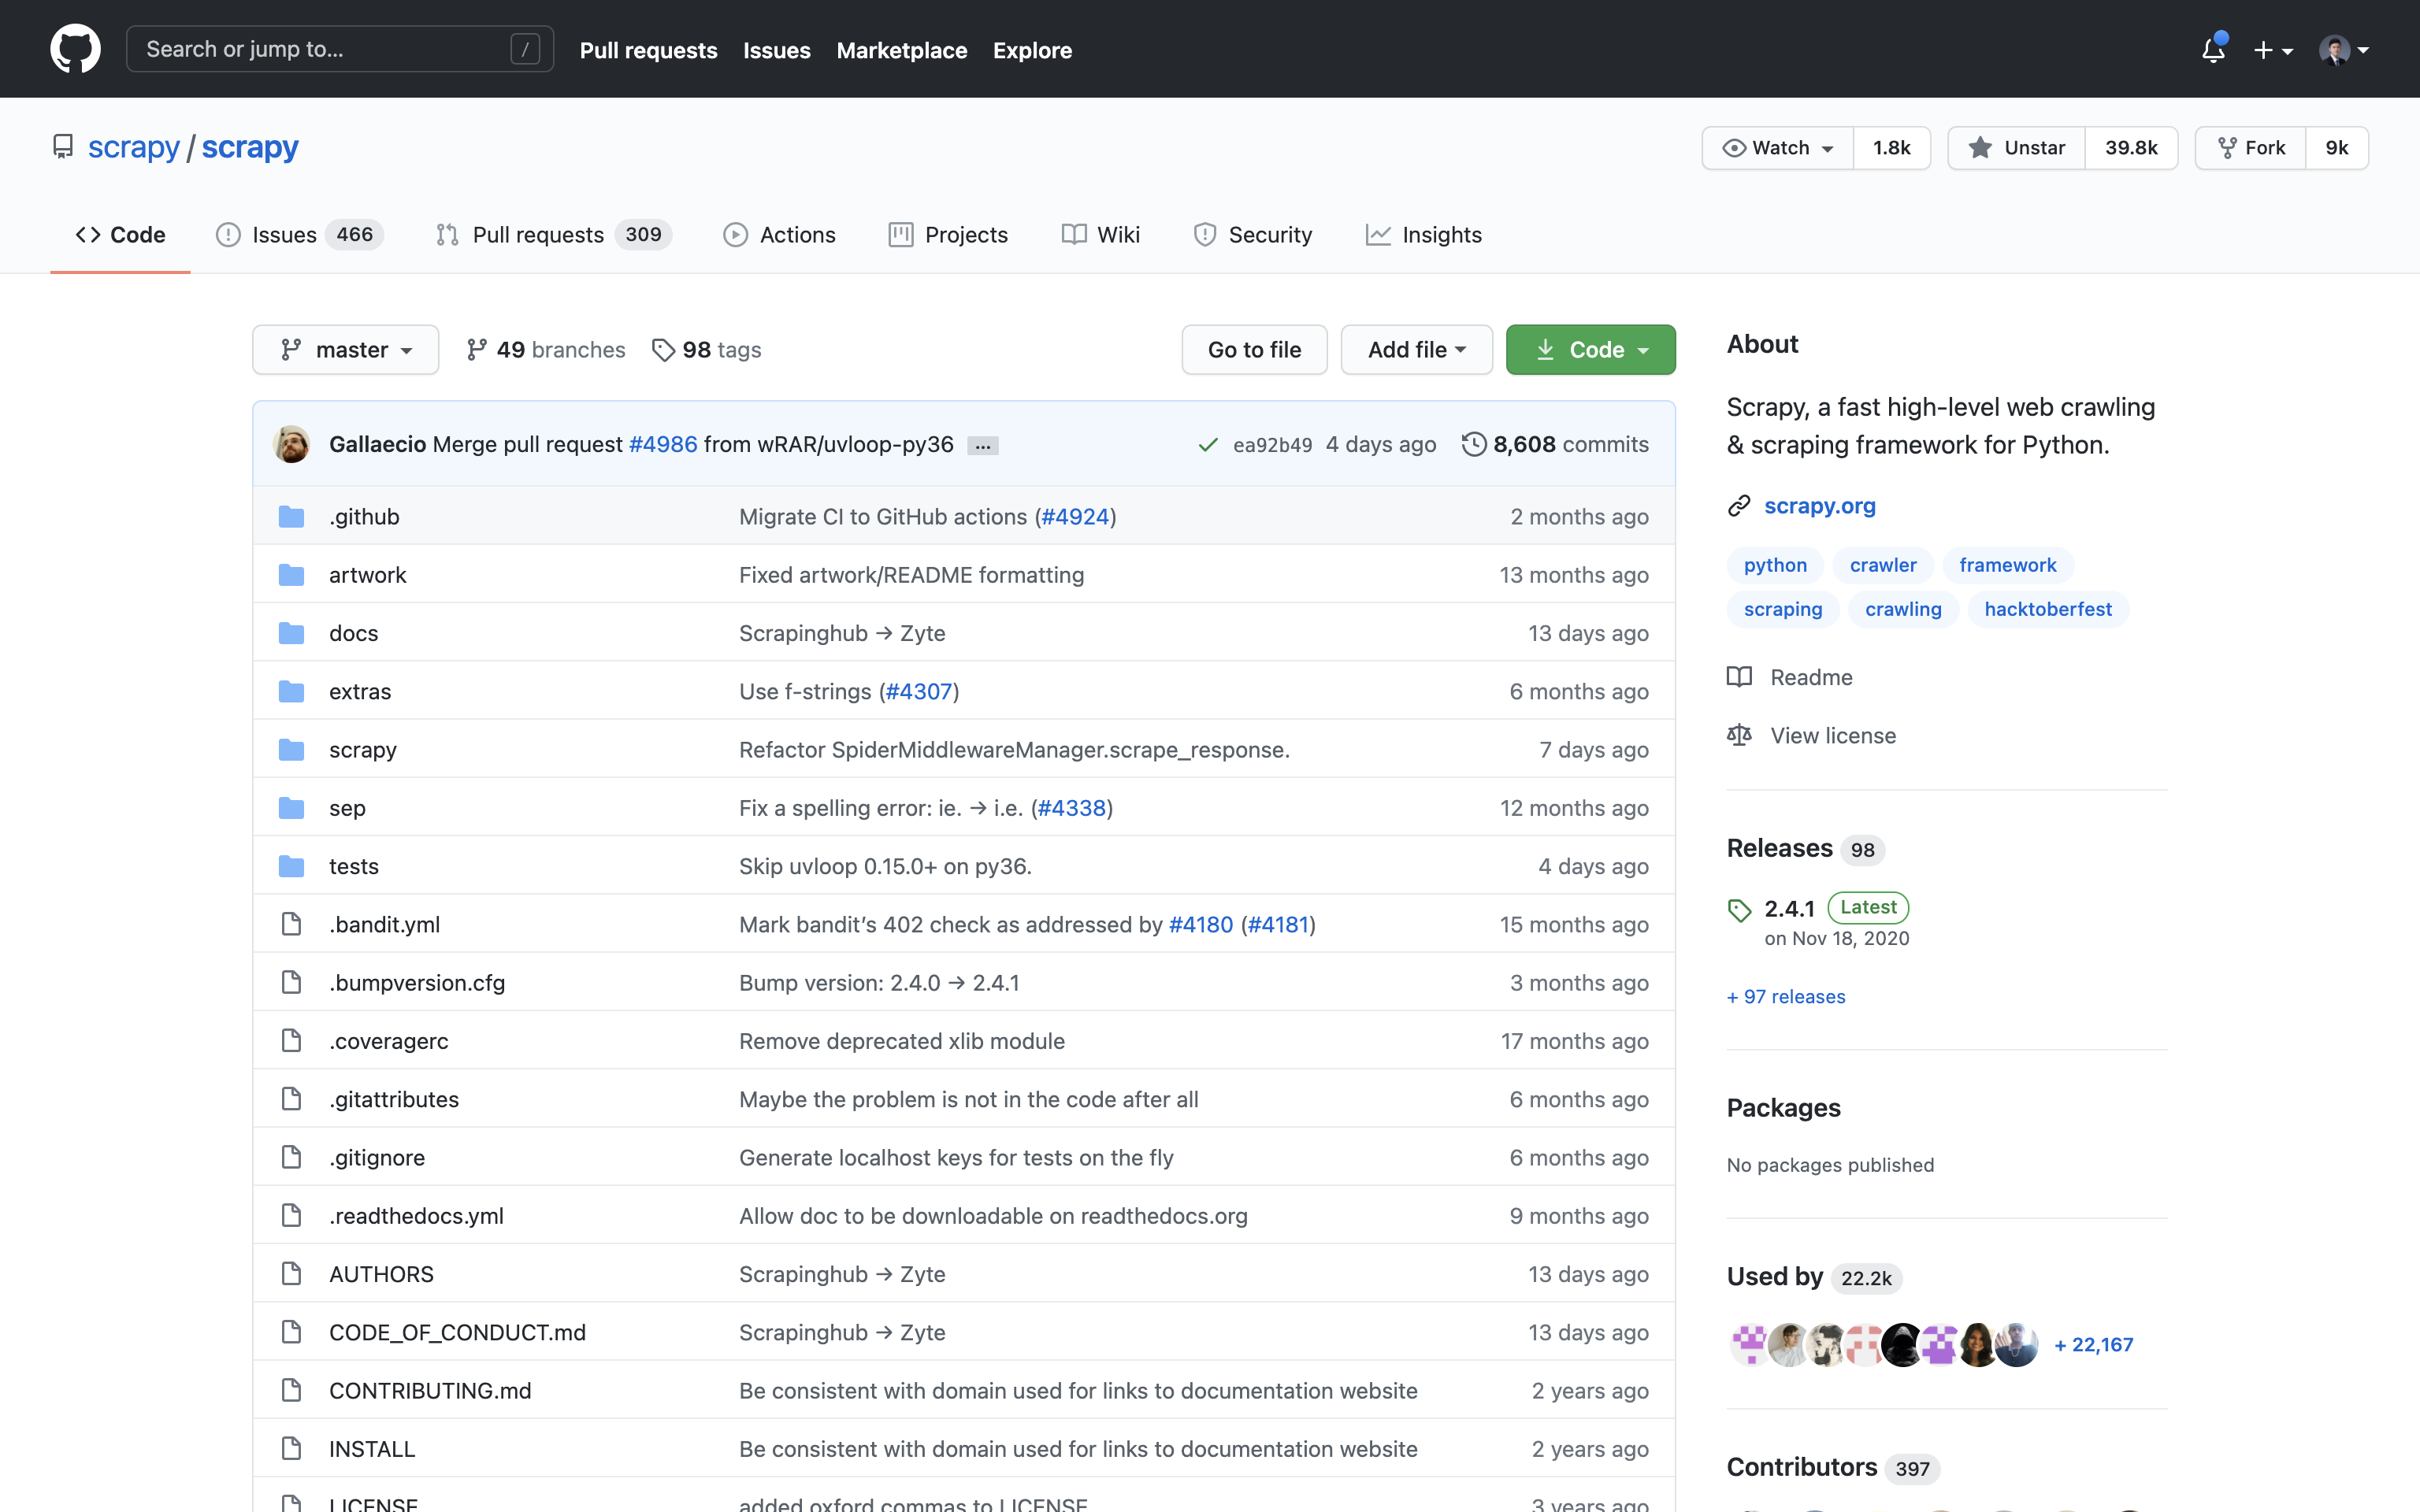 Search or jump to... /
Pull requests Issues Marketplace Explore
scrapy / scrapy
Watch 1.8k Unstar 39.8k Fork 9k
Code Issues 466 Pull requests 309 Actions Projects Wiki Security Insights
master 49 branches 98 tags Go to file Add file Code
Gallaecio Merge pull request #4986 from wRAR/uvloop-py36 ... ea92b49 4 days ago 8,608 commits
.github Migrate CI to GitHub actions (#4924) 2 months ago
artwork Fixed artwork/README formatting 13 months ago
docs Scrapinghub → Zyte 13 days ago
extras Use f-strings (#4307) 6 months ago
scrapy Refactor SpiderMiddlewareManager.scrape_response. 7 days ago
sep Fix a spelling error: ie. → i.e. (#4338) 12 months ago
tests Skip uvloop 0.15.0+ on py36. 4 days ago
.bandit.yml Mark bandit’s 402 check as addressed by #4180 (#4181) 15 months ago
.bumpversion.cfg Bump version: 2.4.0 → 2.4.1 3 months ago
.coveragerc Remove deprecated xlib module 17 months ago
.gitattributes Maybe the problem is not in the code after all 6 months ago
.gitignore Generate localhost keys for tests on the fly 6 months ago
.readthedocs.yml Allow doc to be downloadable on readthedocs.org 9 months ago
AUTHORS Scrapinghub → Zyte 13 days ago
CODE_OF_CONDUCT.md Scrapinghub → Zyte 13 days ago
CONTRIBUTING.md Be consistent with domain used for links to documentation website 2 years ago
INSTALL Be consistent with domain used for links to documentation website 2 years ago
LICENSE added oxford commas to LICENSE 3 years ago
About
Scrapy, a fast high-level web crawling
& scraping framework for Python.
scrapy.org
python crawler framework
scraping crawling hacktoberfest
Readme
View license
Releases 98
2.4.1 Latest
on Nov 18, 2020
+ 97 releases
Packages
No packages published
Used by 22.2k
+ 22,167
Contributors 397